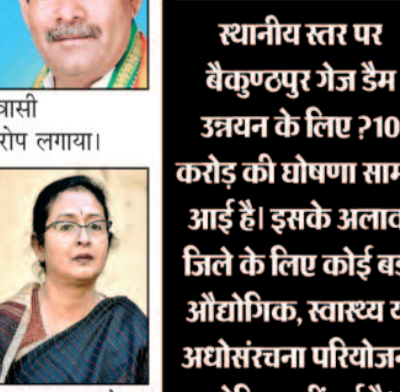 वासी
रोप लगाया।
स्थानीय स्तर पर
बैकुण्ठपुर गेज डैम
उन्नयन के लिए ?10
करोड़ की घोषणा साम
आई है। इसके अलाव
जिले के लिए कोई बड़
औद्योगिक, स्वास्थ्य य
अधोसंरचना परियोजन